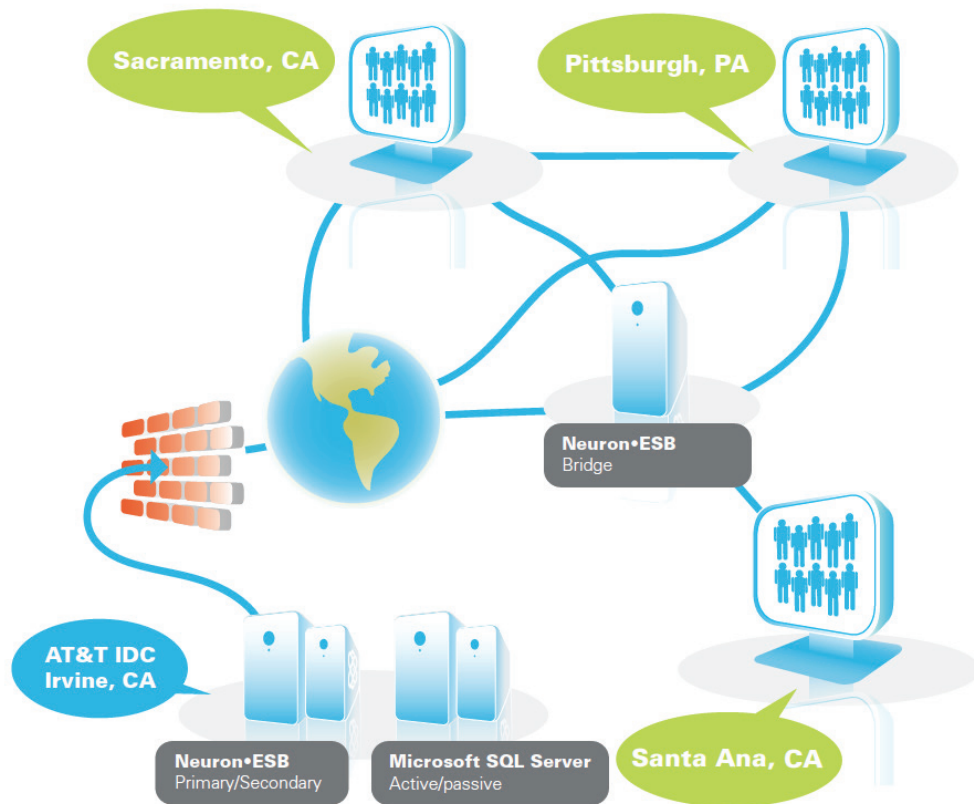 Sacramento, CA
Pittsburgh, PA
Neuron•ESB
Bridge
AT&T IDC
Irvine, CA
Neuron•ESB
Primary/Secondary
Microsoft SQL Server
Active/passive
Santa Ana, CA